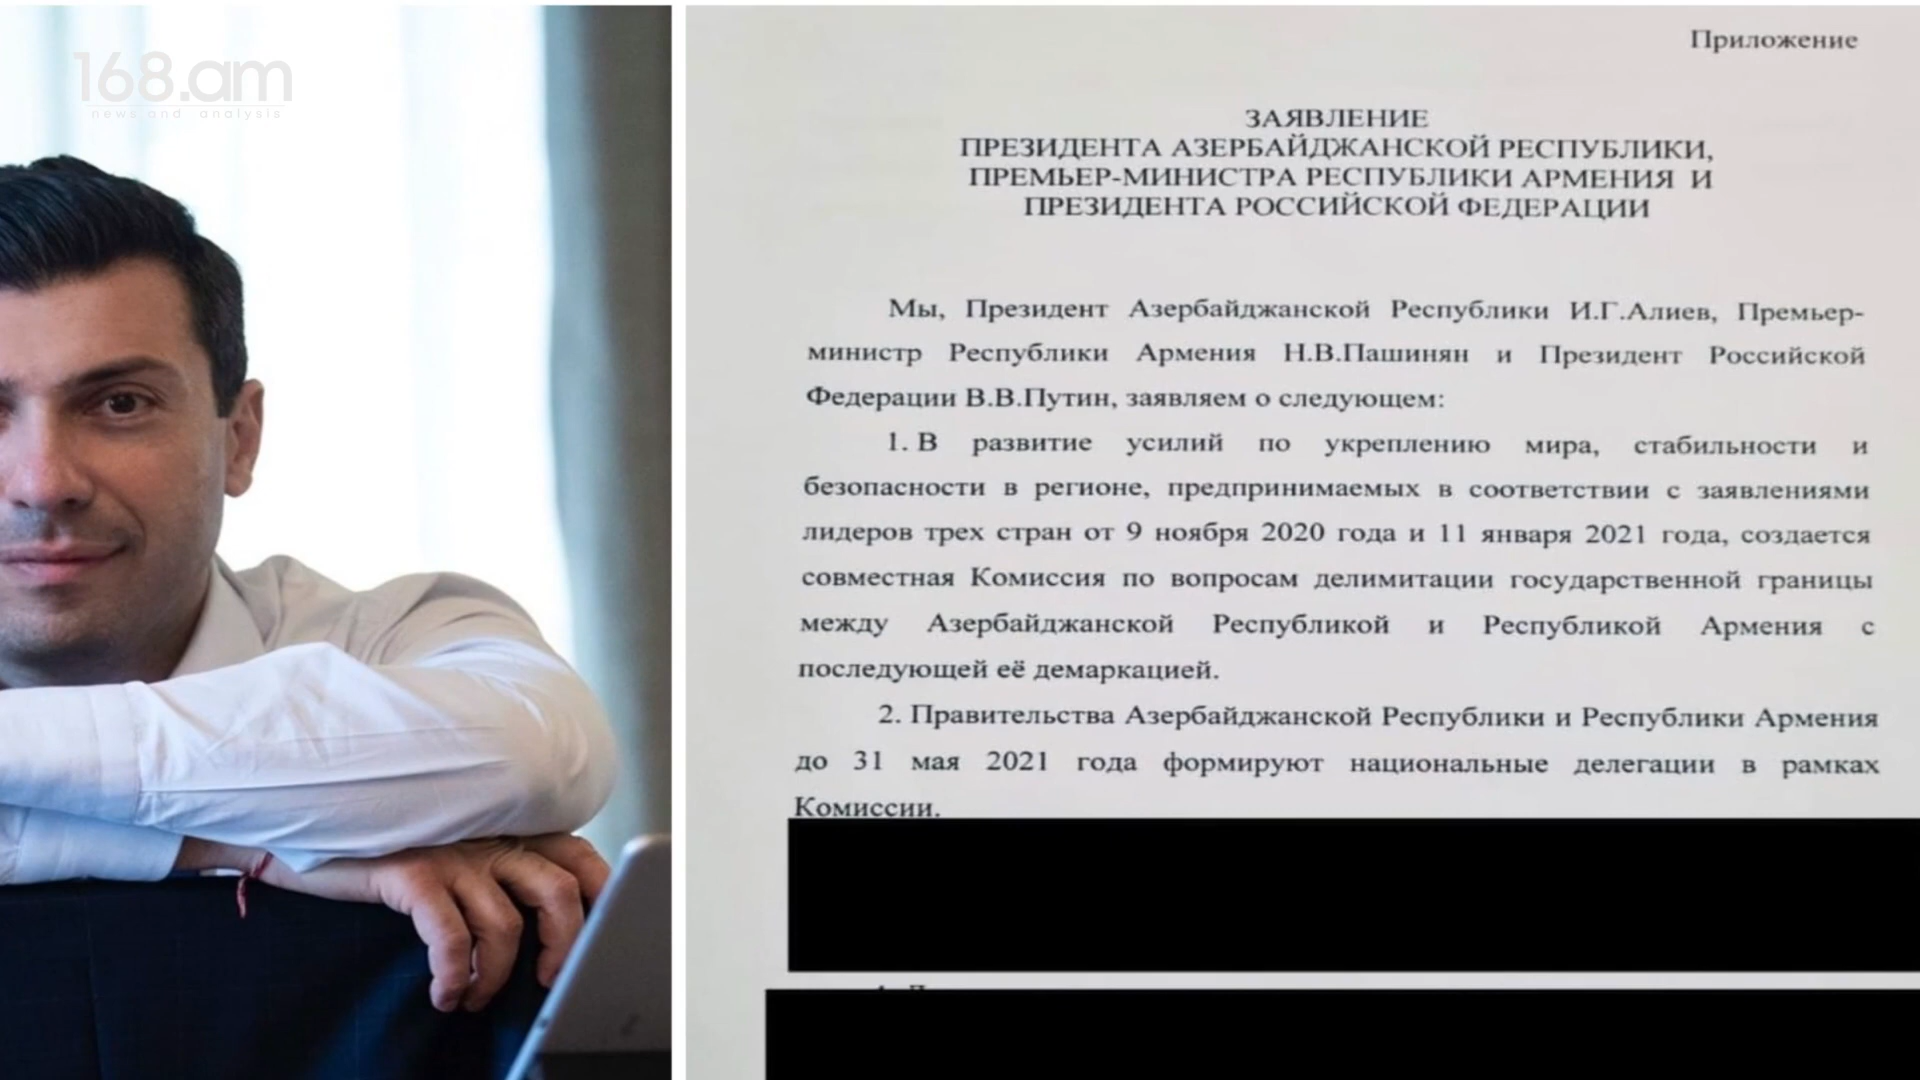 168.am
news and analysis
Приложение
ЗАЯВЛЕНИЕ
ПРЕЗИДЕНТА АЗЕРБАЙДЖАНСКОЙ РЕСПУБЛИКИ,
ПРЕМЬЕР-МИНИСТРА РЕСПУБЛИКИ АРМЕНИЯ И
ПРЕЗИДЕНТА РОССИЙСКОЙ ФЕДЕРАЦИИ
Мы, Президент Азербайджанской Республики И.Г.Алиев, Премьер-
министр Республики Армения Н.В.Пашинян и Президент Российской
Федерации В.В.Путин, заявляем о следующем:
1. В развитие усилий по укреплению мира, стабильности и
безопасности в регионе, предпринимаемых в соответствии с заявлениями
лидеров трех стран от 9 ноября 2020 года и 11 января 2021 года, создается
совместная Комиссия по вопросам делимитации государственной границы
между Азербайджанской Республикой и Республикой Армения с
последующей её демаркацией.
2. Правительства Азербайджанской Республики и Республики Армения
до 31 мая 2021 года формируют национальные делегации в рамках
Комиссии.